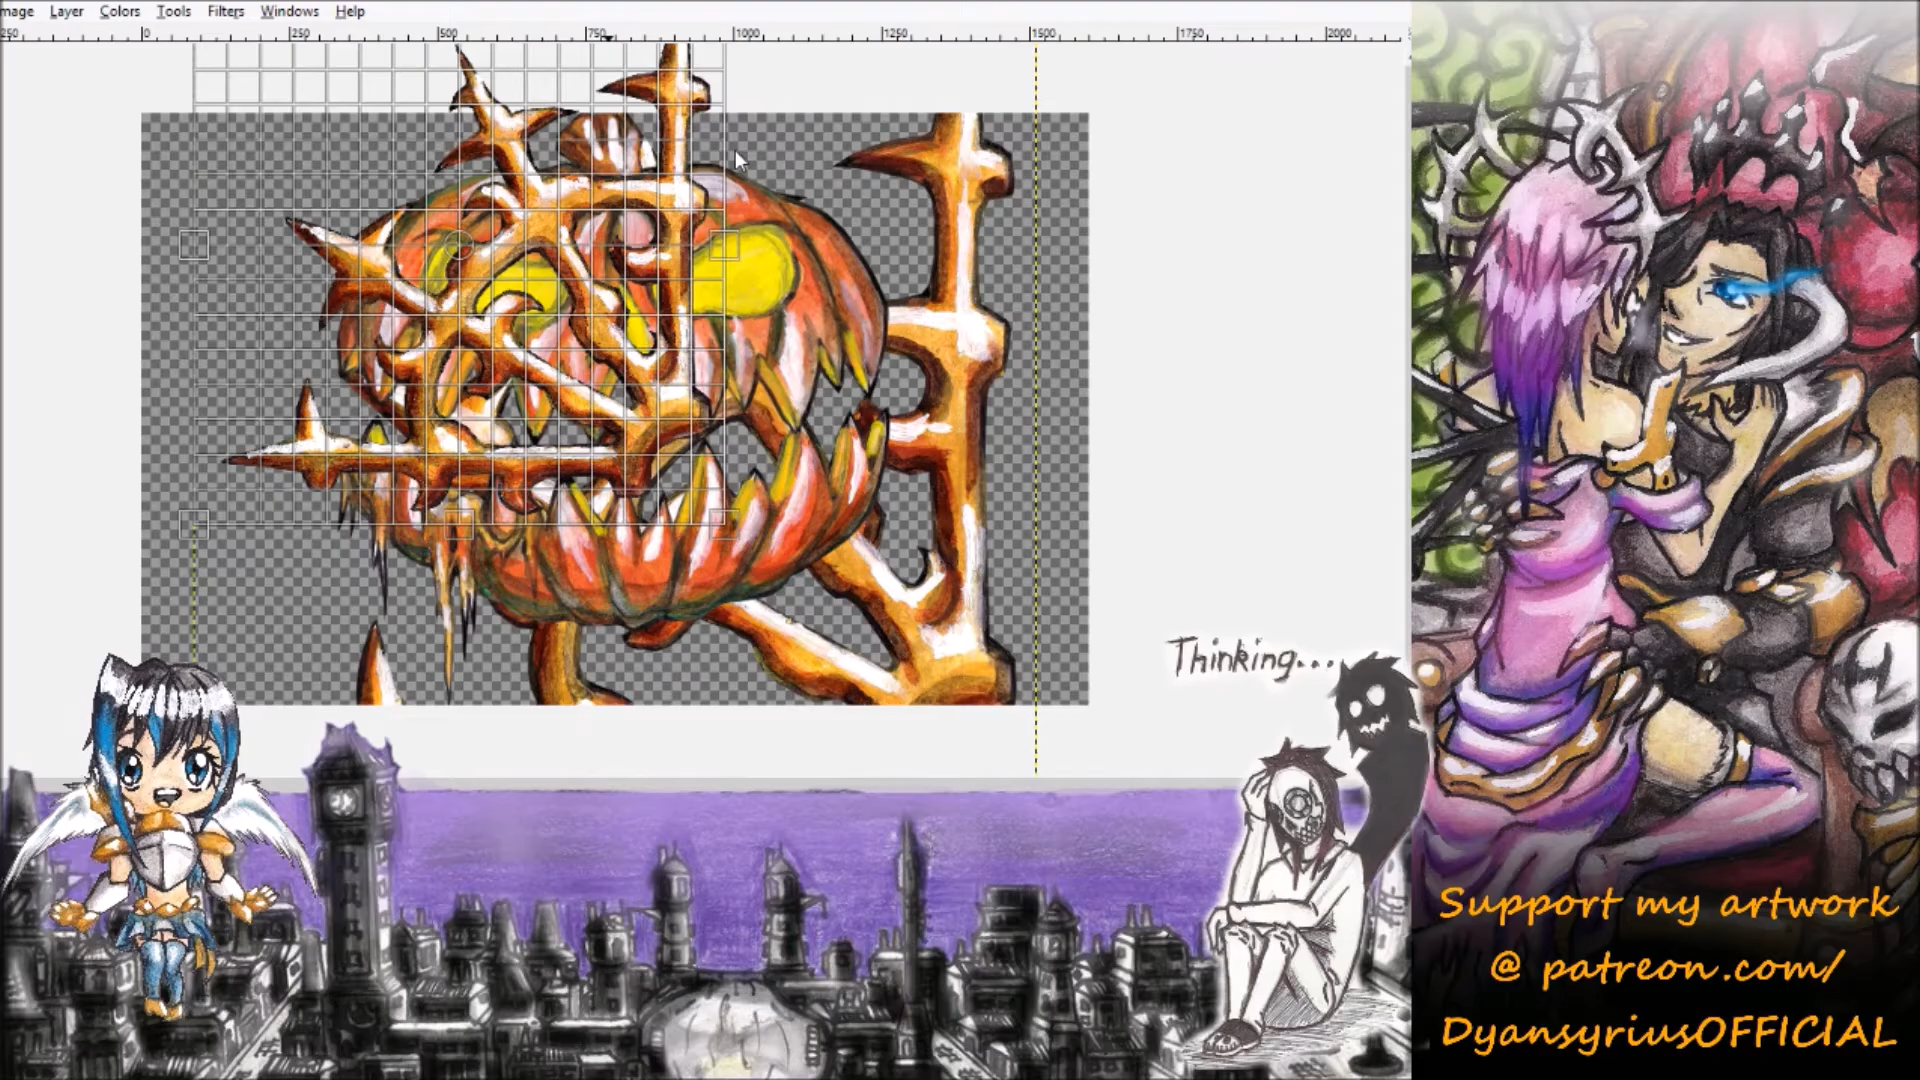 mage Layer Colors Tools Filters Windows Help
250 0 250 500 750 1000 1250 1500 1750 2000
Thinking...
Support my artwork
@ patreon.com/
DyansyriusOFFICIAL